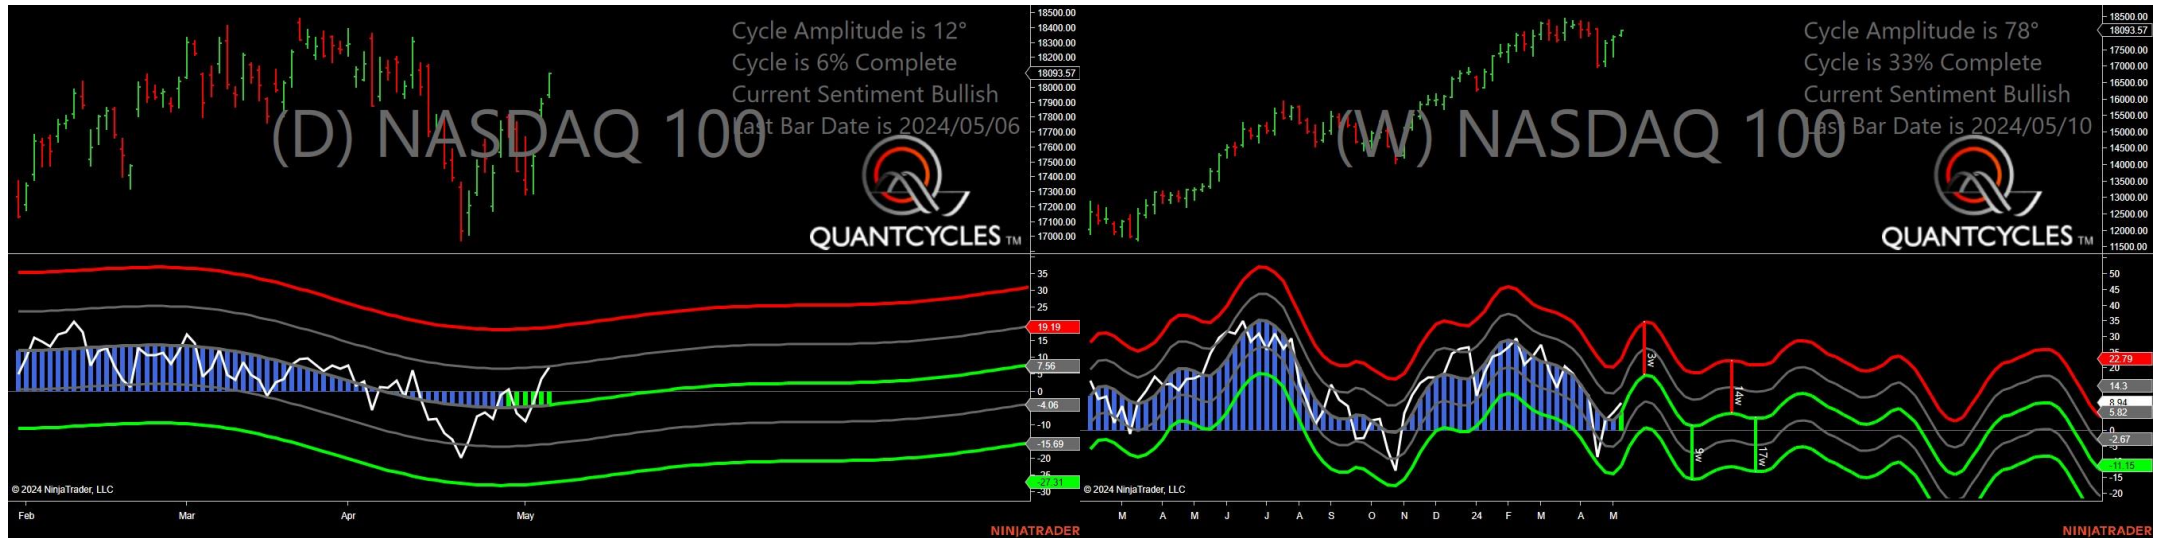 Cycle Amplitude is 12°
Cycle is 6% Complete
Current Sentiment Bullish
Last Bar Date is 2024/05/06
(D) NASDAQ 100
QUANTCYCLES TM
18500.00
18400.00
18300.00
18200.00
18093.57
18000.00
17900.00
17800.00
17700.00
17600.00
17500.00
17400.00
17300.00
17200.00
17100.00
17000.00
35
30
25
19.19
15
10
7.56
5
0
-4.06
-10
-15.69
-20
-25
-27.31
-30
© 2024 NinjaTrader, LLC
Feb
Mar
Apr
May
NINJATRADER
Cycle Amplitude is 78°
Cycle is 33% Complete
Current Sentiment Bullish
Last Bar Date is 2024/05/10
(W) NASDAQ 100
QUANTCYCLES TM
18500.00
18093.57
17500.00
17000.00
16000.00
15500.00
15000.00
14500.00
14000.00
13500.00
13000.00
12500.00
12000.00
11500.00
3w
14w
9w
17w
50
45
40
35
30
22.79
20
14.3
8.94
5.82
0
-2.67
-11.15
-15
-20
© 2024 NinjaTrader, LLC
M
A
M
J
J
A
S
O
N
D
24
F
M
A
M
NINJATRADER